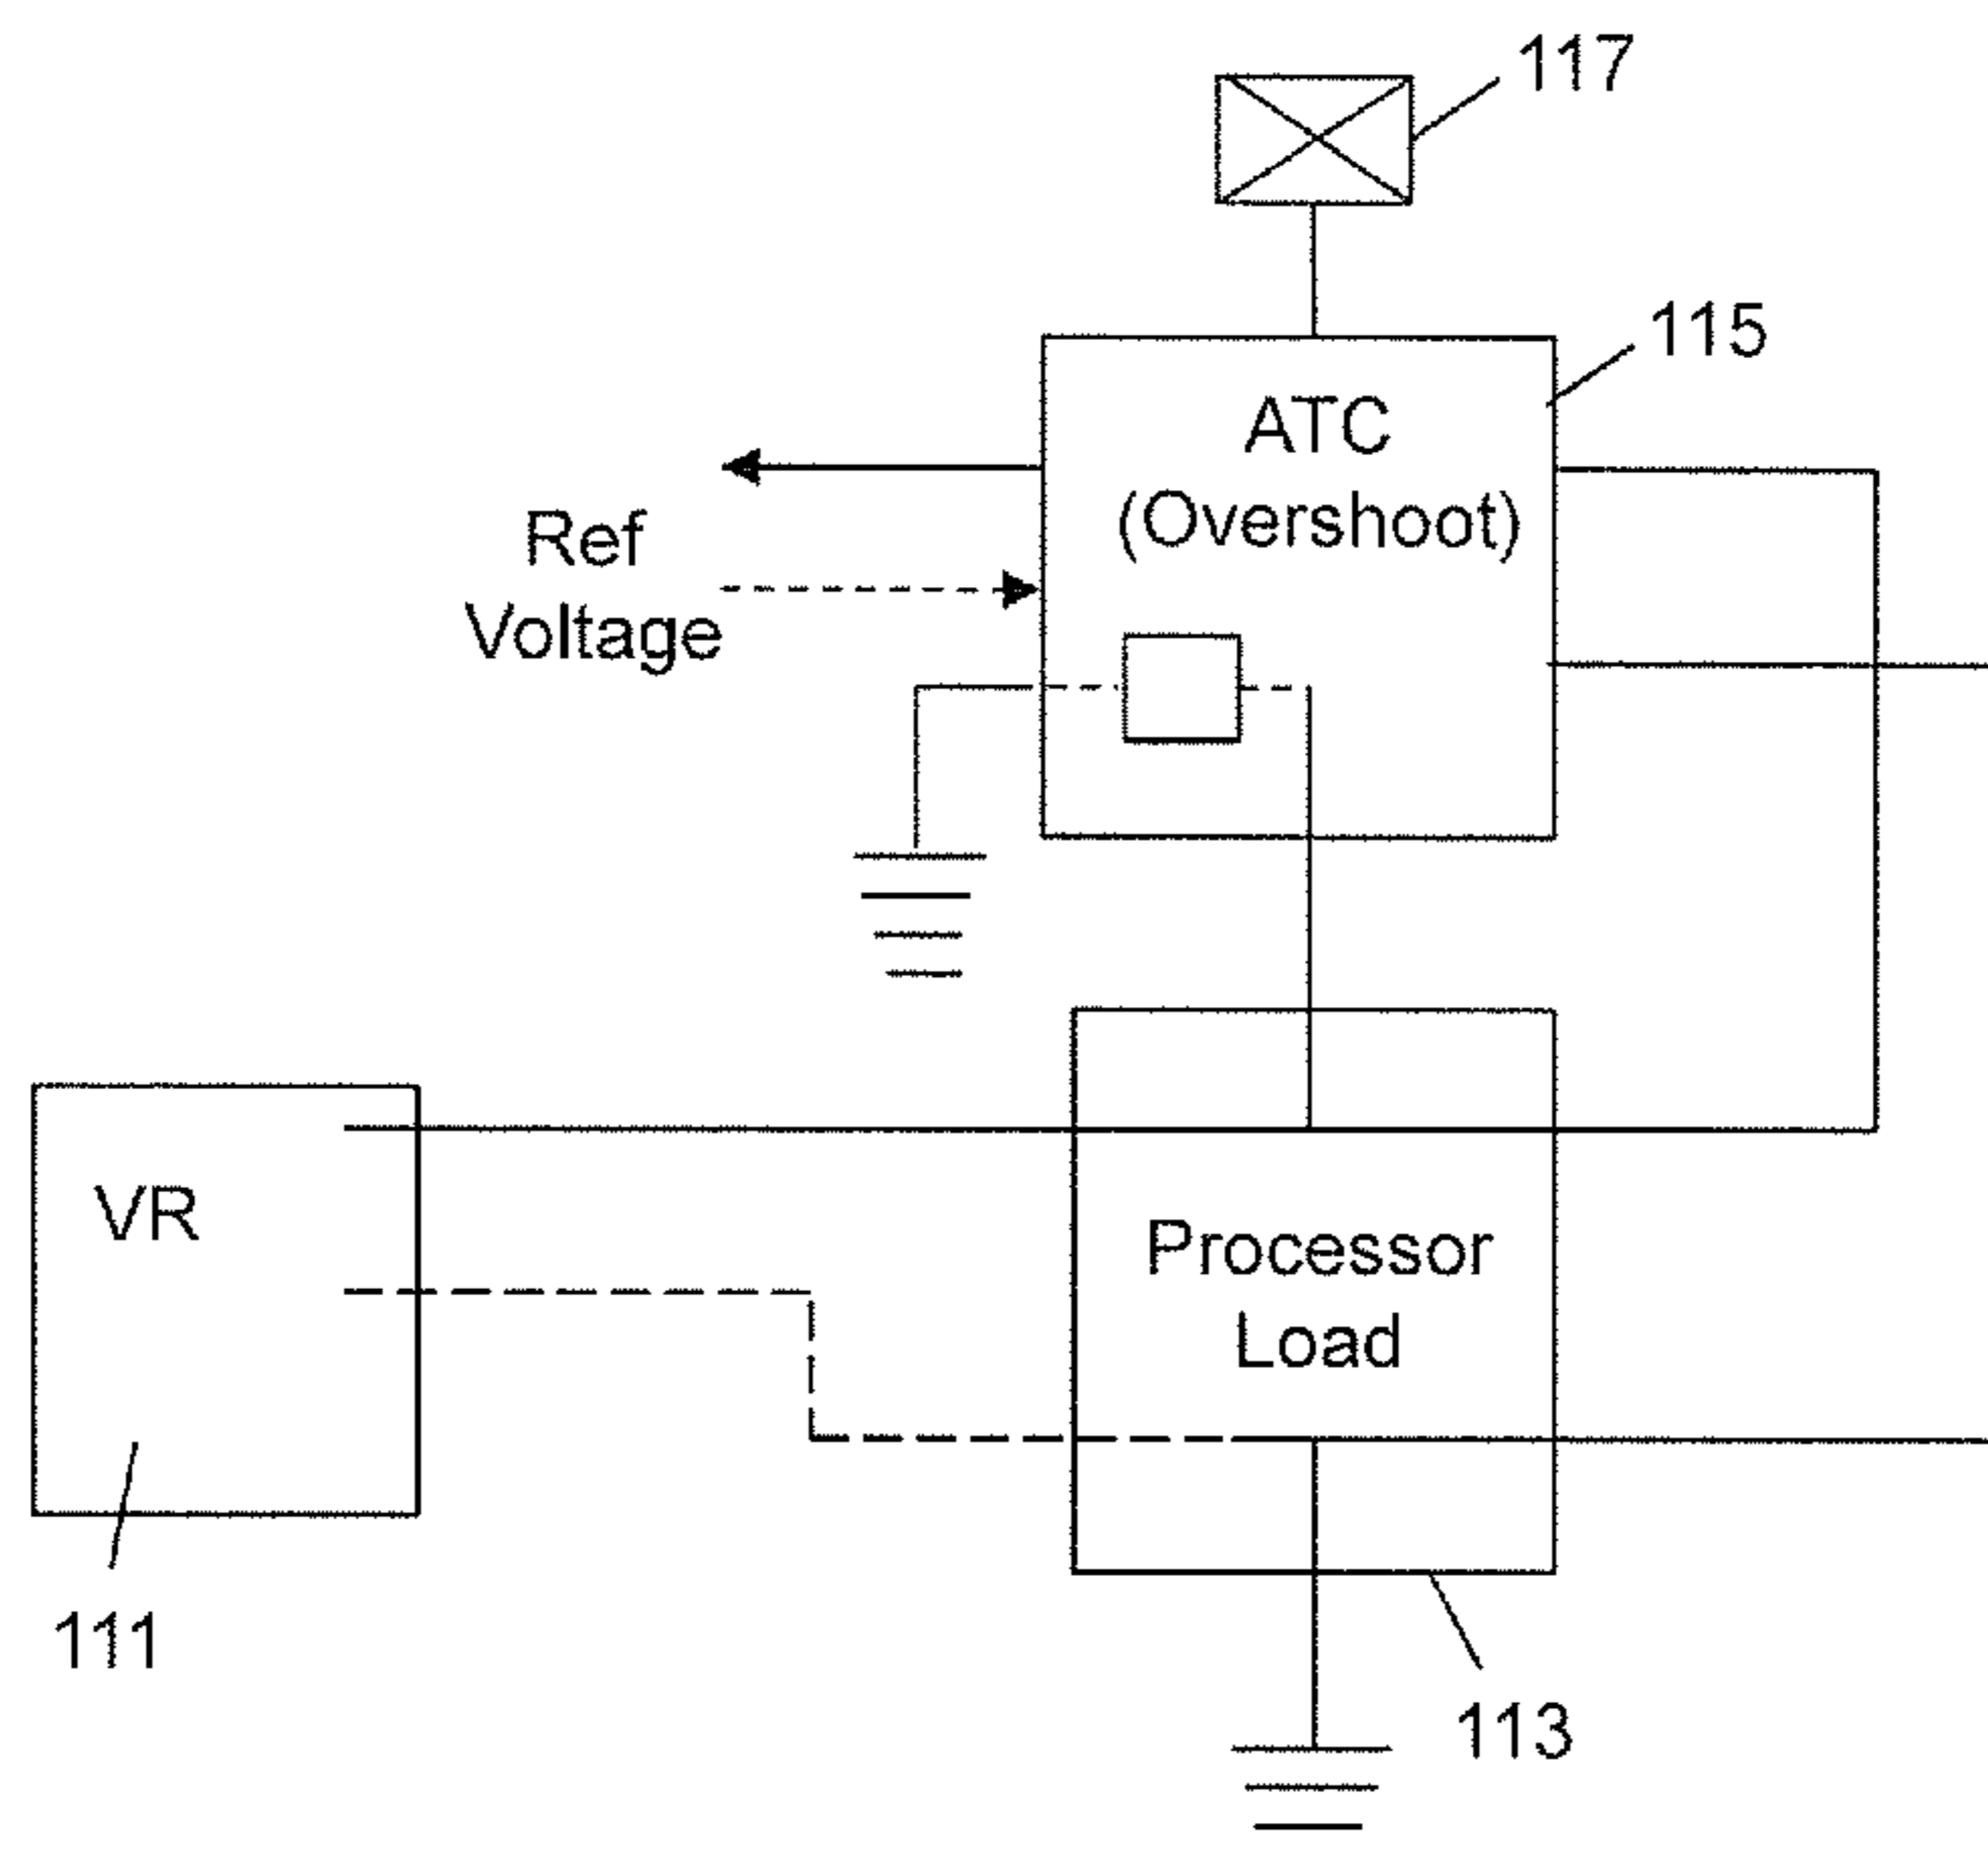 117
115
ATC
(Overshoot)
Ref
Voltage
VR
Processor
Load
111
113